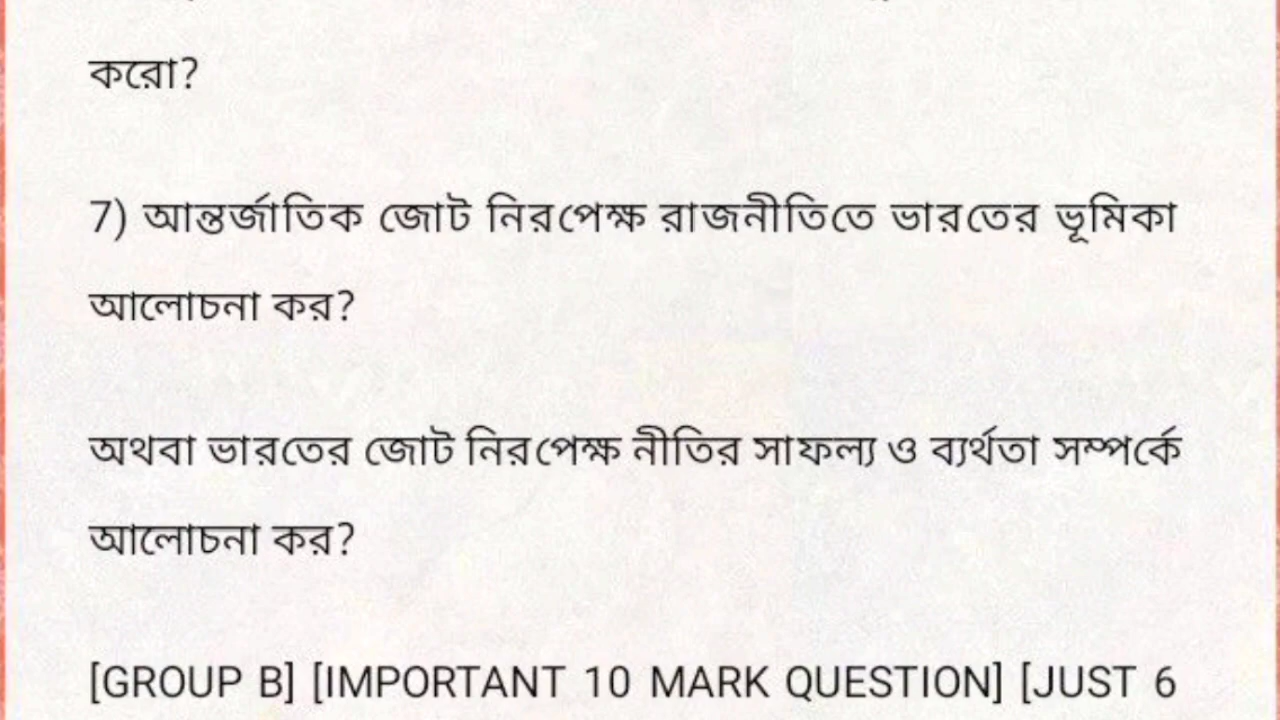 করো?
7) আন্তর্জাতিক জোট নিরপেক্ষ রাজনীতিতে ভারতের ভূমিকা
আলোচনা কর?
অথবা ভারতের জোট নিরপেক্ষ নীতির সাফল্য ও ব্যর্থতা সম্পর্কে
আলোচনা কর?
[GROUP B] [IMPORTANT 10 MARK QUESTION] [JUST 6